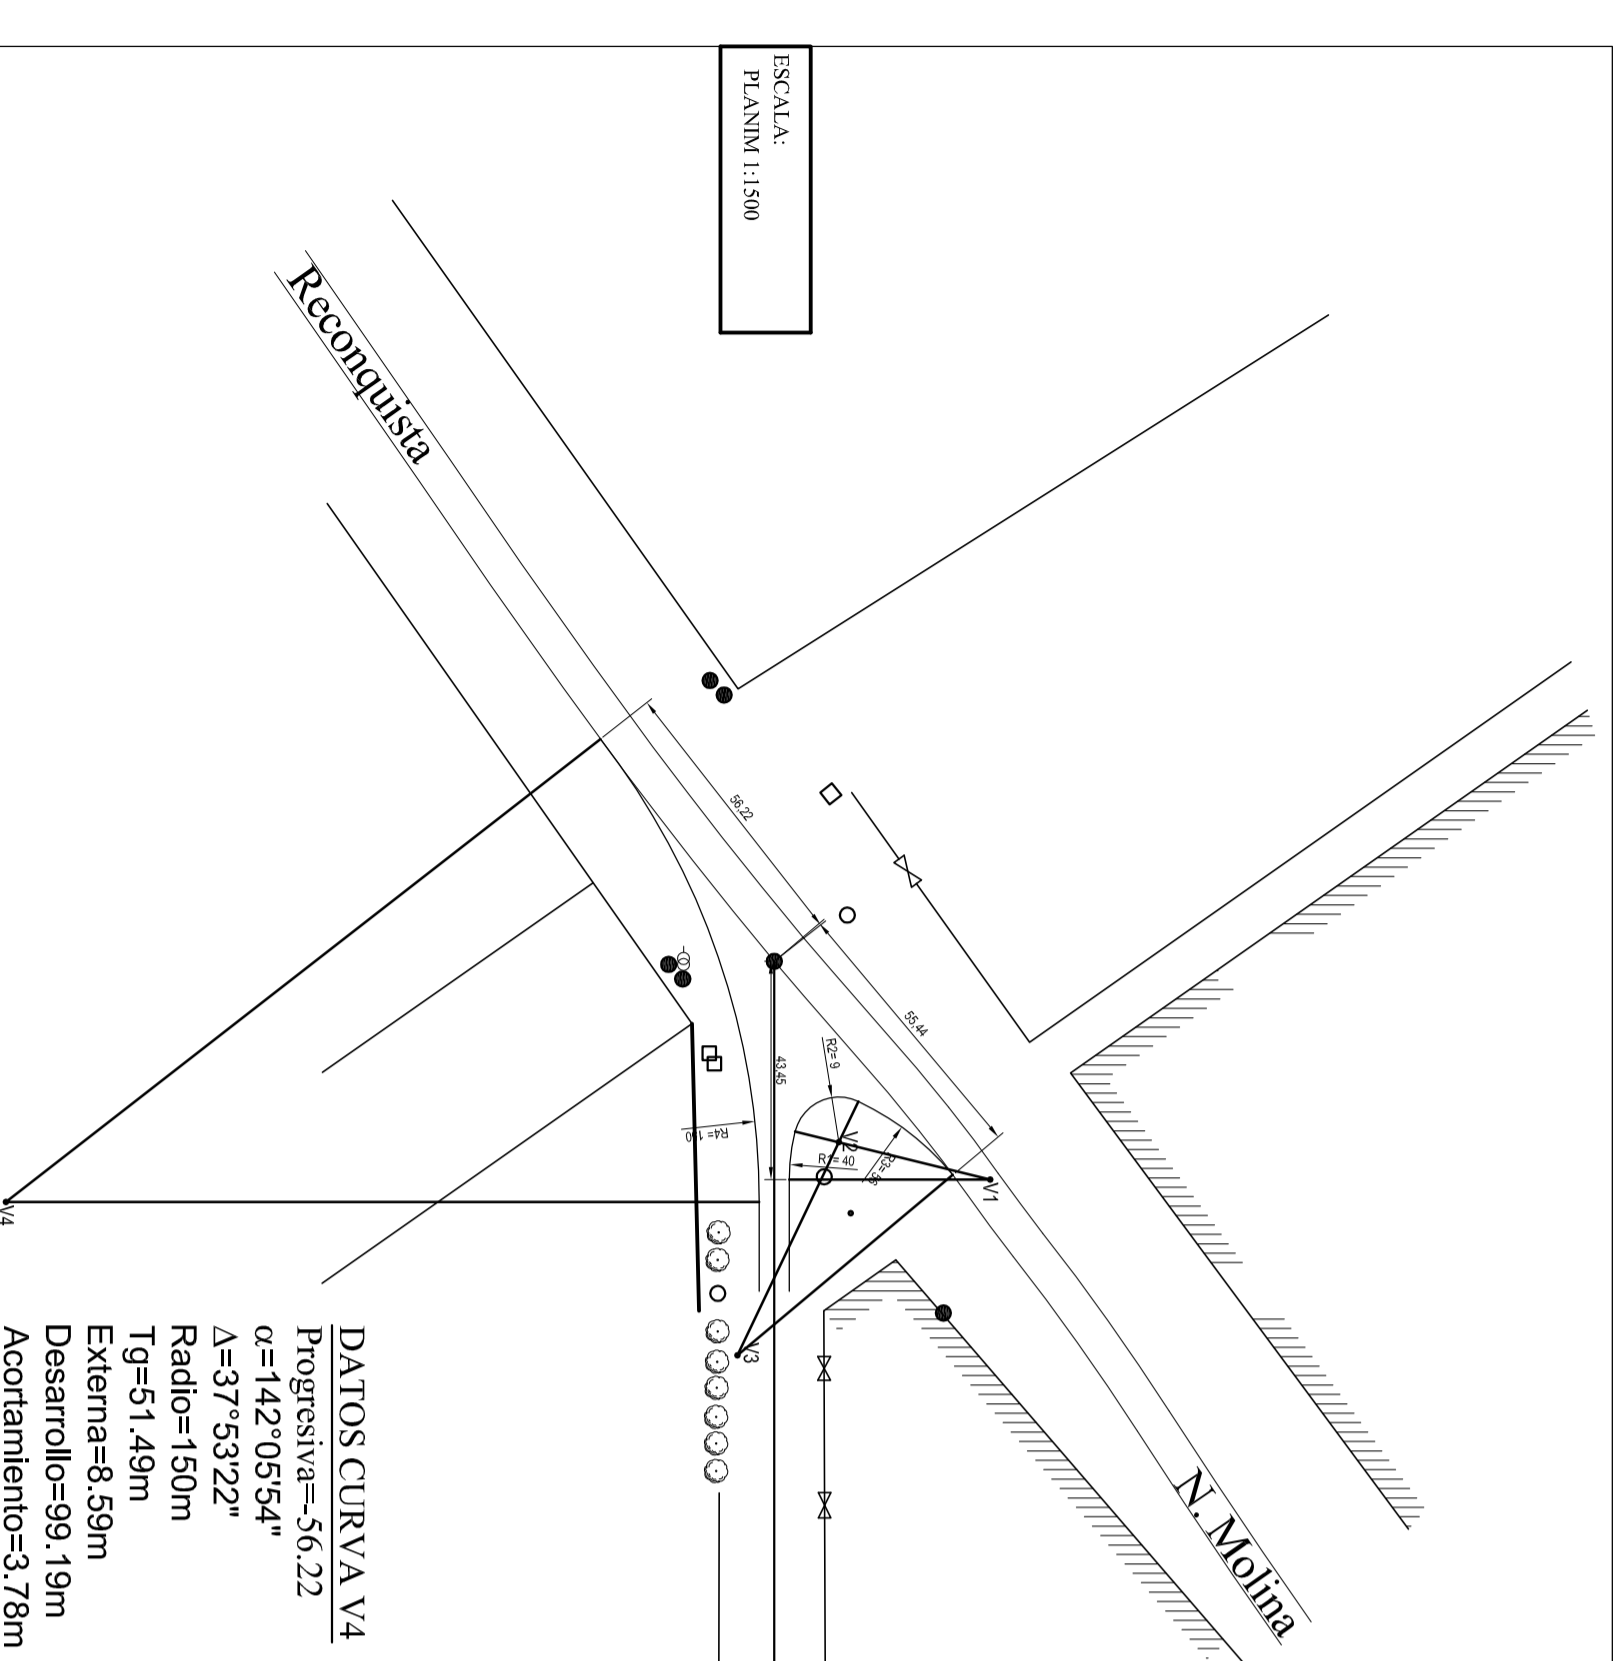 ESCALA:
PLANIM 1:1500
Reconquista
56,22
55,44
43,45
R2= 9
V2
R1= 40
V1
V3
R4= 150
V4
N. Molina
DATOS CURVA V4
Progresiva=-56.22
α=142°05'54"
Δ=37°53'22"
Radio=150m
Tg=51.49m
Externa=8.59m
Desarrollo=99.19m
Acortamiento=3.78m